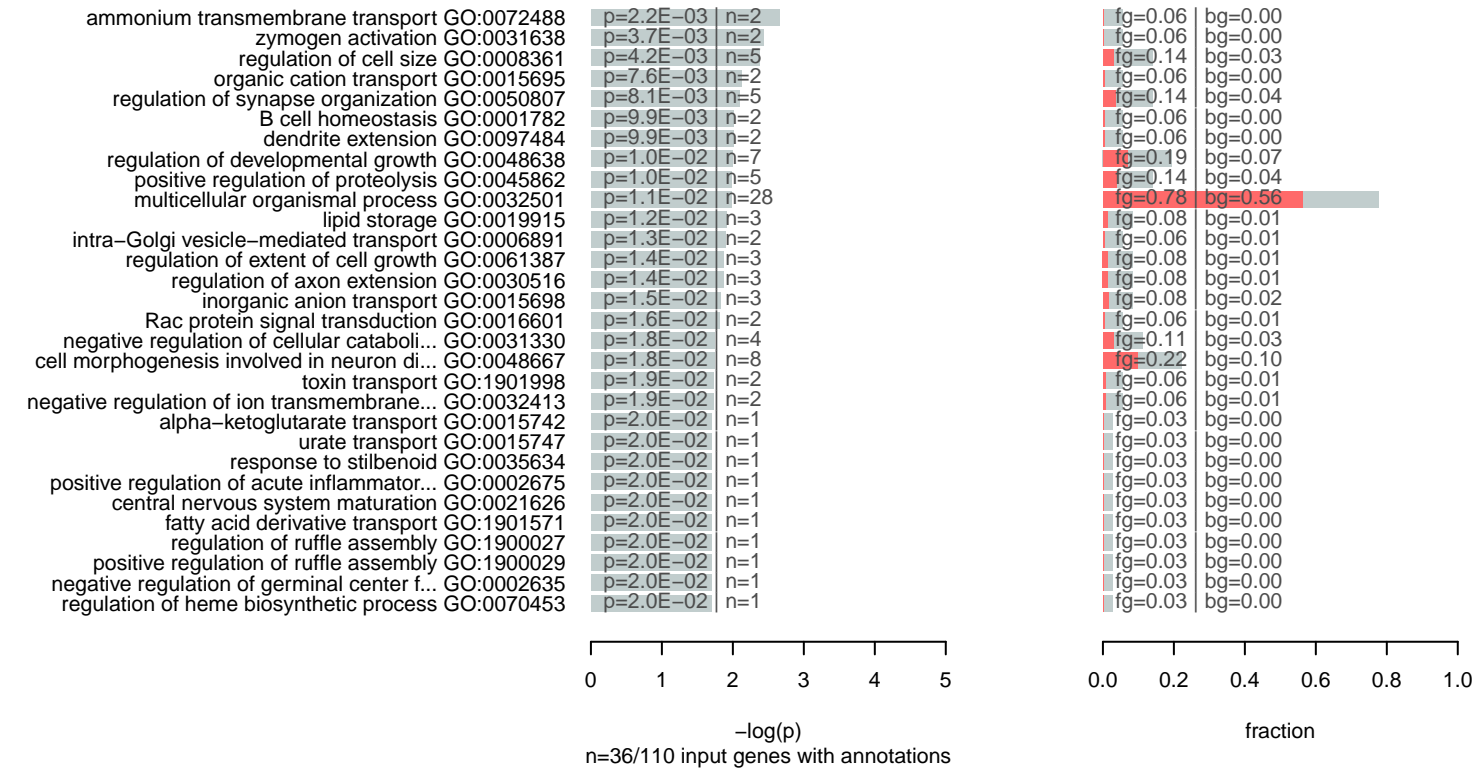 ammonium transmembrane transport GO:0072488 p=2.2E−03 n=2 fg=0.06 bg=0.00
zymogen activation GO:0031638 p=3.7E−03 n=2 fg=0.06 bg=0.00
regulation of cell size GO:0008361 p=4.2E−03 n=5 fg=0.14 bg=0.03
organic cation transport GO:0015695 p=7.6E−03 n=2 fg=0.06 bg=0.00
regulation of synapse organization GO:0050807 p=8.1E−03 n=5 fg=0.14 bg=0.04
B cell homeostasis GO:0001782 p=9.9E−03 n=2 fg=0.06 bg=0.00
dendrite extension GO:0097484 p=9.9E−03 n=2 fg=0.06 bg=0.00
regulation of developmental growth GO:0048638 p=1.0E−02 n=7 fg=0.19 bg=0.07
positive regulation of proteolysis GO:0045862 p=1.0E−02 n=5 fg=0.14 bg=0.04
multicellular organismal process GO:0032501 p=1.1E−02 n=28 fg=0.78 bg=0.56
lipid storage GO:0019915 p=1.2E−02 n=3 fg=0.08 bg=0.01
intra−Golgi vesicle−mediated transport GO:0006891 p=1.3E−02 n=2 fg=0.06 bg=0.01
regulation of extent of cell growth GO:0061387 p=1.4E−02 n=3 fg=0.08 bg=0.01
regulation of axon extension GO:0030516 p=1.4E−02 n=3 fg=0.08 bg=0.01
inorganic anion transport GO:0015698 p=1.5E−02 n=3 fg=0.08 bg=0.02
Rac protein signal transduction GO:0016601 p=1.6E−02 n=2 fg=0.06 bg=0.01
negative regulation of cellular cataboli... GO:0031330 p=1.8E−02 n=4 fg=0.11 bg=0.03
cell morphogenesis involved in neuron di... GO:0048667 p=1.8E−02 n=8 fg=0.22 bg=0.10
toxin transport GO:1901998 p=1.9E−02 n=2 fg=0.06 bg=0.01
negative regulation of ion transmembrane... GO:0032413 p=1.9E−02 n=2 fg=0.06 bg=0.01
alpha−ketoglutarate transport GO:0015742 p=2.0E−02 n=1 fg=0.03 bg=0.00
urate transport GO:0015747 p=2.0E−02 n=1 fg=0.03 bg=0.00
response to stilbenoid GO:0035634 p=2.0E−02 n=1 fg=0.03 bg=0.00
positive regulation of acute inflammator... GO:0002675 p=2.0E−02 n=1 fg=0.03 bg=0.00
central nervous system maturation GO:0021626 p=2.0E−02 n=1 fg=0.03 bg=0.00
fatty acid derivative transport GO:1901571 p=2.0E−02 n=1 fg=0.03 bg=0.00
regulation of ruffle assembly GO:1900027 p=2.0E−02 n=1 fg=0.03 bg=0.00
positive regulation of ruffle assembly GO:1900029 p=2.0E−02 n=1 fg=0.03 bg=0.00
negative regulation of germinal center f... GO:0002635 p=2.0E−02 n=1 fg=0.03 bg=0.00
regulation of heme biosynthetic process GO:0070453 p=2.0E−02 n=1 fg=0.03 bg=0.00
0 1 2 3 4 5 0.0 0.2 0.4 0.6 0.8 1.0
−log(p) fraction
n=36/110 input genes with annotations